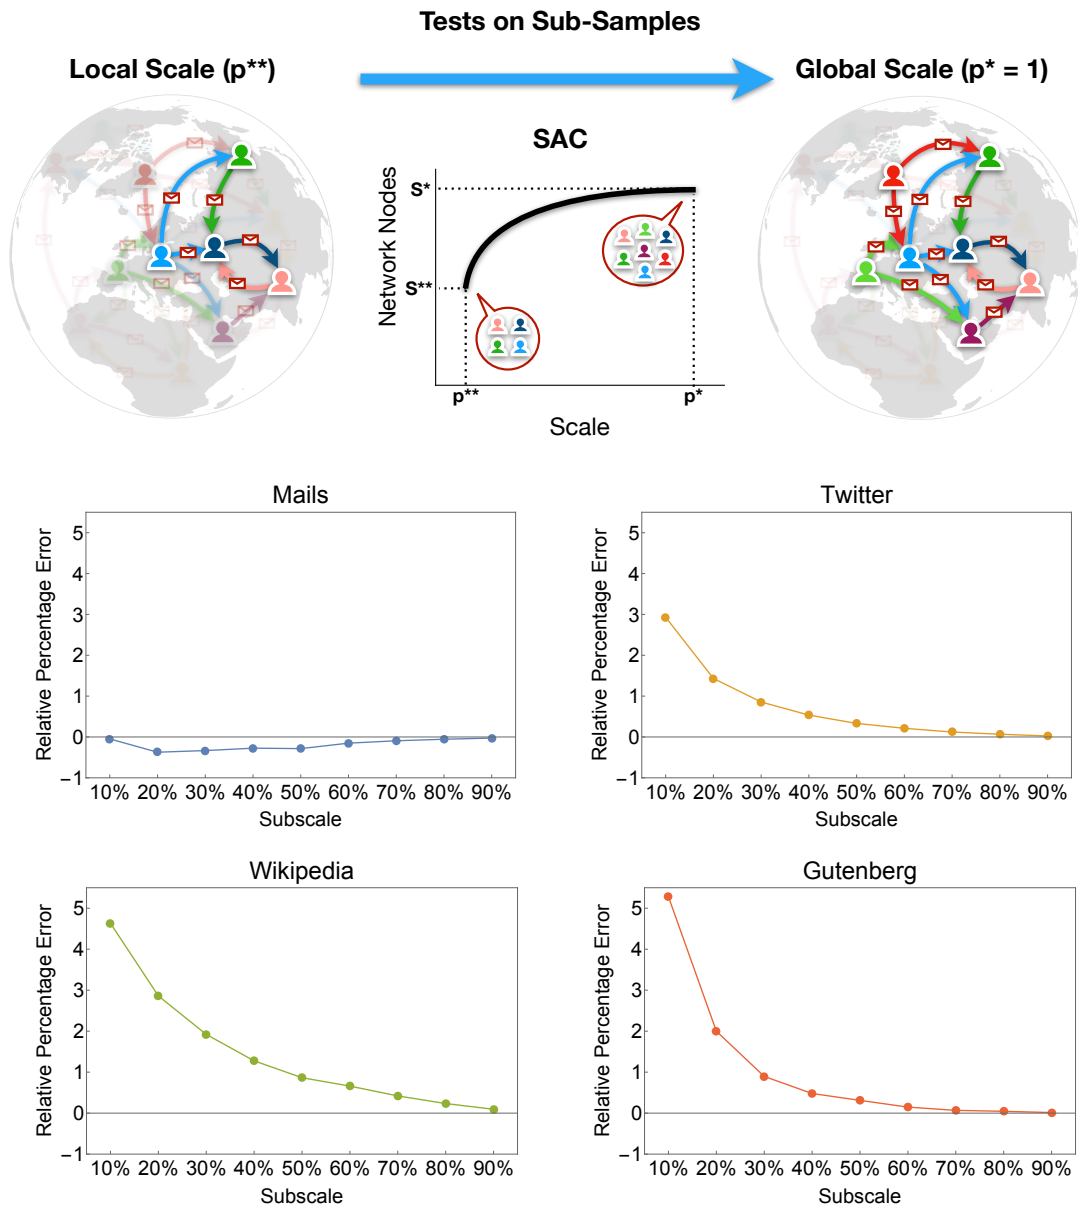 Tests on Sub-Samples
Local Scale (p**)
Global Scale (p* = 1)
SAC
Network Nodes
S*
S**
p**
p*
Scale
Mails
Relative Percentage Error
5
4
3
2
1
0
−1
10% 20% 30% 40% 50% 60% 70% 80% 90%
Subscale
Twitter
Relative Percentage Error
5
4
3
2
1
0
−1
10% 20% 30% 40% 50% 60% 70% 80% 90%
Subscale
Wikipedia
Relative Percentage Error
5
4
3
2
1
0
−1
10% 20% 30% 40% 50% 60% 70% 80% 90%
Subscale
Gutenberg
Relative Percentage Error
5
4
3
2
1
0
−1
10% 20% 30% 40% 50% 60% 70% 80% 90%
Subscale